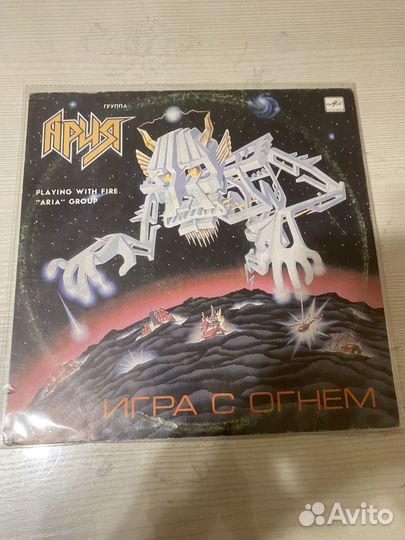 ГРУППА
АРИЯ
PLAYING WITH FIRE
"ARIA" GROUP
ИГРА С ОГНЕМ
Avito